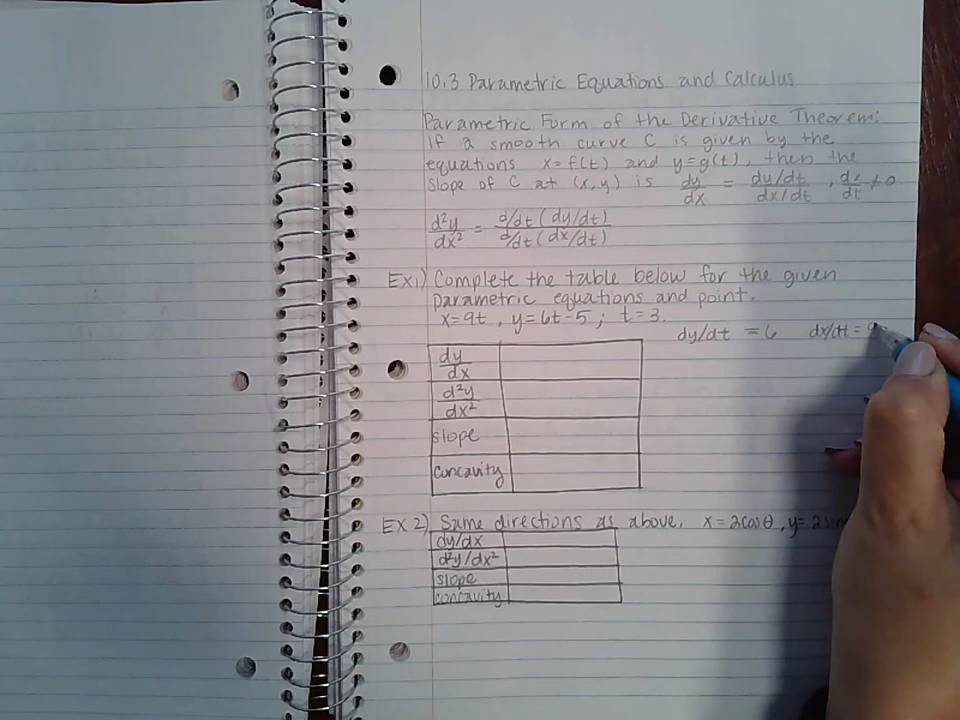 10.3 Parametric Equations and Calculus
Parametric Form of the Derivative Theorem:
If a smooth curve C is given by the
equations x=f(t) and y=g(t), then the
slope of C at (x,y) is dy/dx = dy/dt / dx/dt , dx/dt ≠ 0
d²y/dx² = d/dt (dy/dt) / d/dt (dx/dt)
Ex 1) Complete the table below for the given
parametric equations and point.
x=9t , y=6t-5 ; t=3.
dy/dt = 6 dx/dt =
dy/dx
d²y/dx²
slope
concavity
EX 2) Same directions as above. x=2cosθ , y=
dy/dx
d²y/dx²
slope
concavity